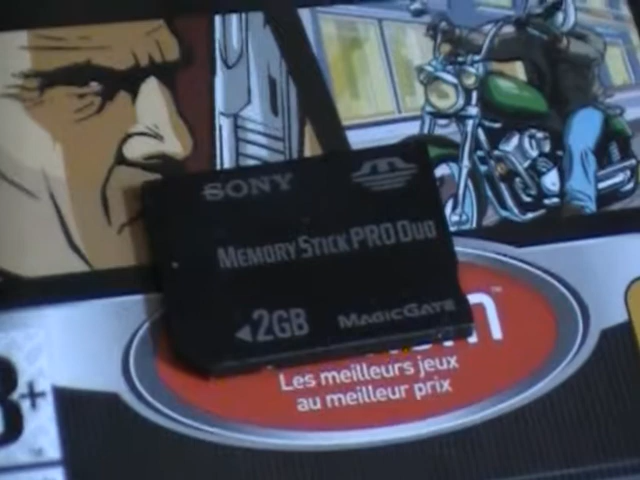 SONY
MEMORY STICK PRO DUO
2GB
MAGICGATE
Les meilleurs jeux
au meilleur prix